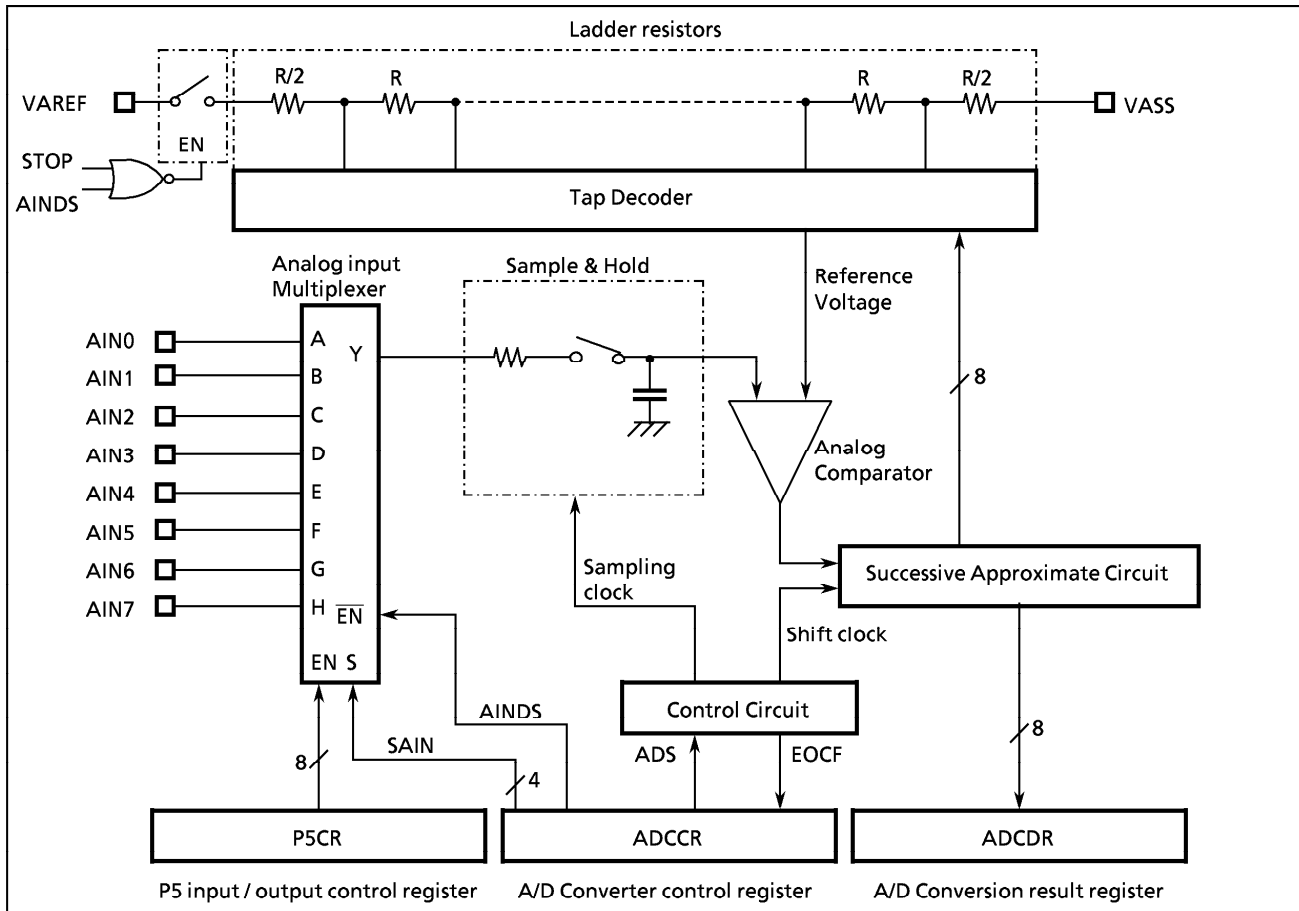 Ladder resistors
R/2
R
R
R/2
VAREF
VASS
EN
STOP
AINDS
Tap Decoder
Analog input
Multiplexer
Sample & Hold
Reference
Voltage
AIN0
A
Y
AIN1
B
8
AIN2
C
AIN3
D
Analog
Comparator
AIN4
E
AIN5
F
AIN6
G
Sampling
clock
Successive Approximate Circuit
AIN7
H
EN
Shift clock
EN S
AINDS
Control Circuit
SAIN
ADS
EOCF
8
8
4
P5CR
ADCCR
ADCDR
P5 input / output control register
A/D Converter control register
A/D Conversion result register